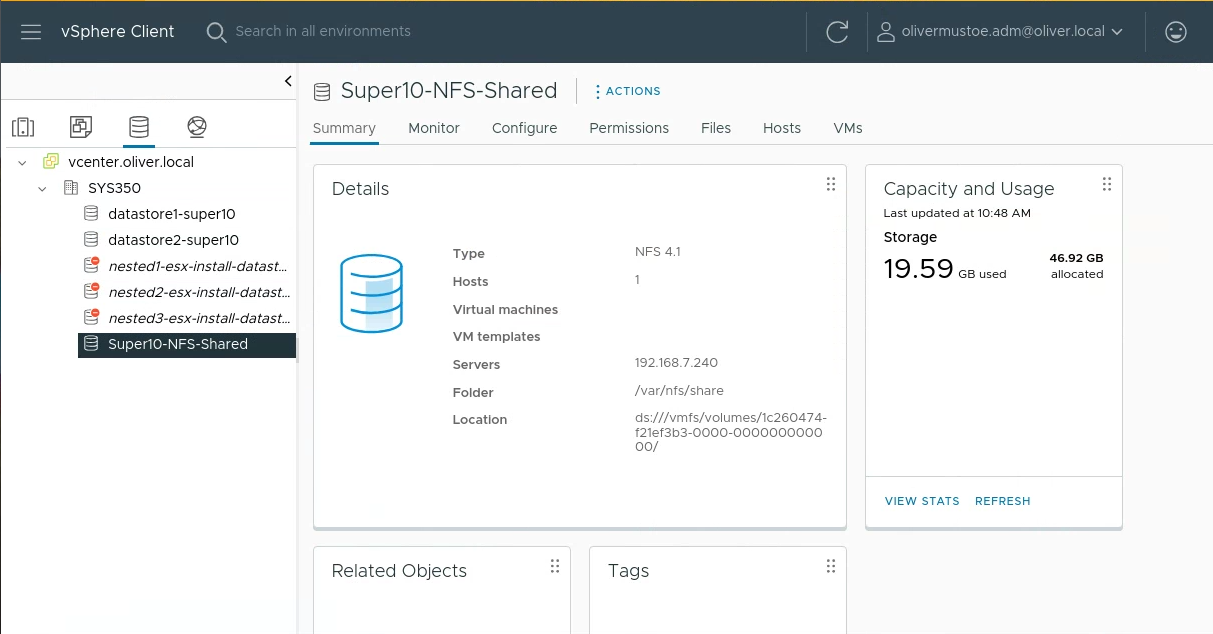 vSphere Client
Search in all environments
olivermustoe.adm@oliver.local
vcenter.oliver.local
SYS350
datastore1-super10
datastore2-super10
nested1-esx-install-datast...
nested2-esx-install-datast...
nested3-esx-install-datast...
Super10-NFS-Shared
Super10-NFS-Shared
ACTIONS
Summary Monitor Configure Permissions Files Hosts VMs
Details
Type NFS 4.1
Hosts 1
Virtual machines
VM templates
Servers 192.168.7.240
Folder /var/nfs/share
Location ds:///vmfs/volumes/1c260474-
f21ef3b3-0000-0000000000
00/
Capacity and Usage
Last updated at 10:48 AM
Storage
19.59 GB used
46.92 GB
allocated
VIEW STATS REFRESH
Related Objects
Tags